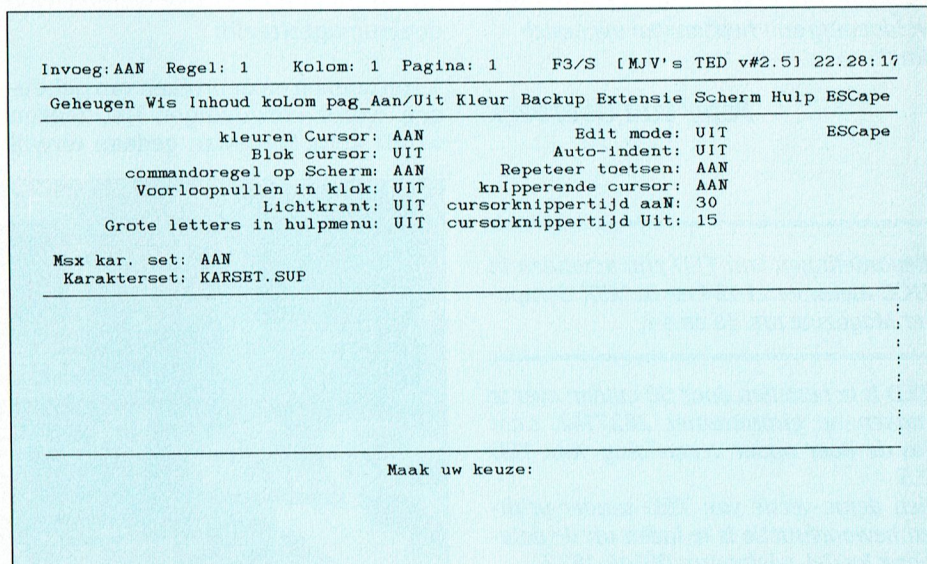 Invoeg: AAN Regel: 1 Kolom: 1 Pagina: 1 F3/S [MJV's TED v#2.5] 22.28:17
Geheugen Wis Inhoud koLom pag_Aan/Uit Kleur Backup Extensie Scherm Hulp ESCape
kleuren Cursor: AAN Edit mode: UIT ESCape
Blok cursor: UIT Auto-indent: UIT
commandoregel op Scherm: AAN Repeteer toetsen: AAN
Voorloopnullen in klok: UIT knIpperende cursor: AAN
Lichtkrant: UIT cursorknippertijd aaN: 30
Grote letters in hulpmenu: UIT cursorknippertijd Uit: 15
Msx kar. set: AAN
Karakterset: KARSET.SUP
Maak uw keuze: